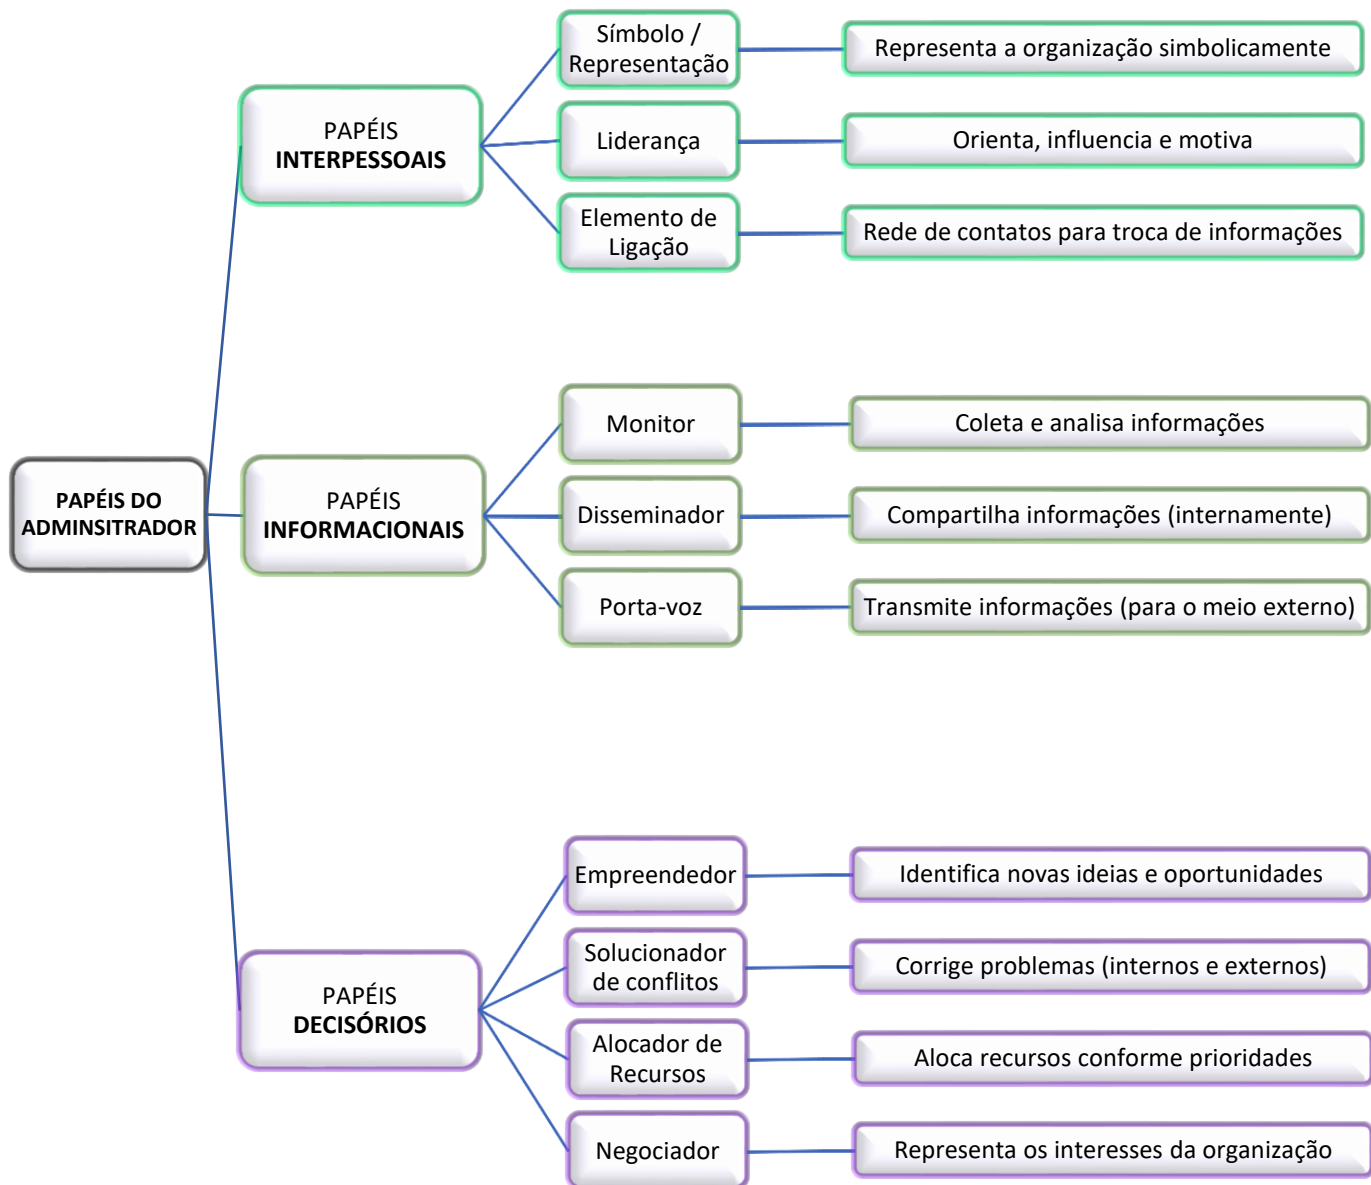 Símbolo /
Representação
Representa a organização simbolicamente
PAPÉIS
INTERPESSOAIS
Liderança
Orienta, influencia e motiva
Elemento de
Ligação
Rede de contatos para troca de informações
PAPÉIS DO
ADMINSITRADOR
PAPÉIS
INFORMACIONAIS
Monitor
Coleta e analisa informações
Disseminador
Compartilha informações (internamente)
Porta-voz
Transmite informações (para o meio externo)
PAPÉIS
DECISÓRIOS
Empreendedor
Identifica novas ideias e oportunidades
Solucionador
de conflitos
Corrige problemas (internos e externos)
Alocador de
Recursos
Aloca recursos conforme prioridades
Negociador
Representa os interesses da organização